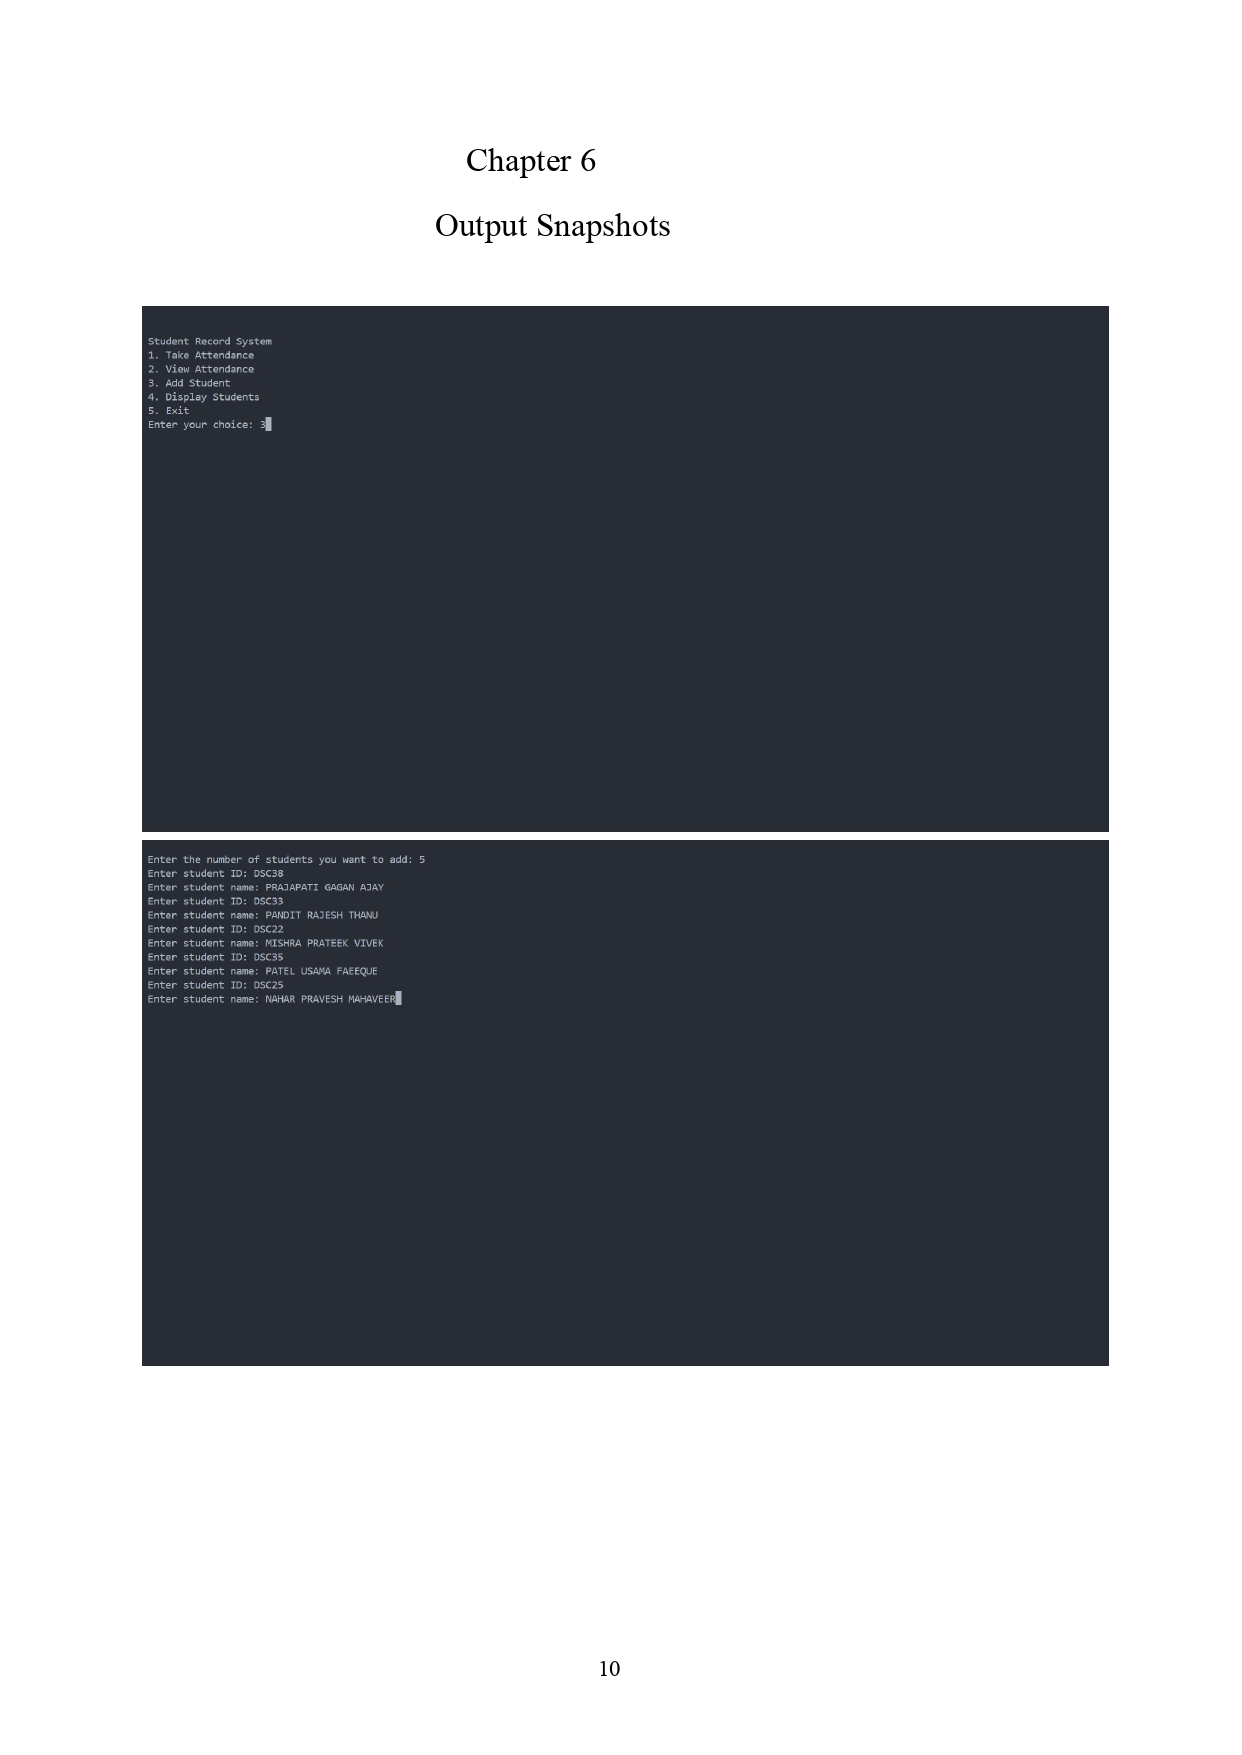 Chapter 6
Output Snapshots
Student Record System
1. Take Attendance
2. View Attendance
3. Add Student
4. Display Students
5. Exit
Enter your choice: 3
Enter the number of students you want to add: 5
Enter student ID: DSC38
Enter student name: PRAJAPATI GAGAN AJAY
Enter student ID: DSC33
Enter student name: PANDIT RAJESH THANU
Enter student ID: DSC22
Enter student name: MISHRA PRATEEK VIVEK
Enter student ID: DSC35
Enter student name: PATEL USAMA FAEEQUE
Enter student ID: DSC25
Enter student name: NAHAR PRAVESH MAHAVEER
10